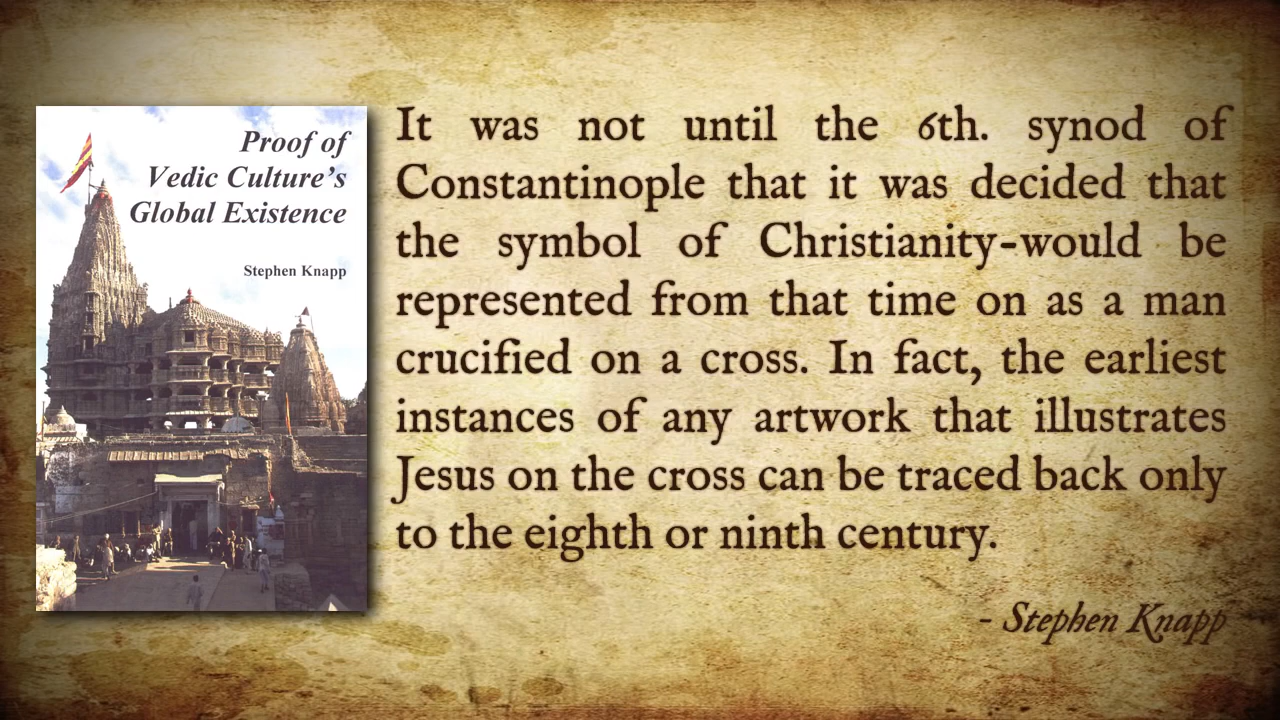 Proof of
Vedic Culture's
Global Existence
Stephen Knapp
It was not until the 6th. synod of
Constantinople that it was decided that
the symbol of Christianity-would be
represented from that time on as a man
crucified on a cross. In fact, the earliest
instances of any artwork that illustrates
Jesus on the cross can be traced back only
to the eighth or ninth century.
- Stephen Knapp